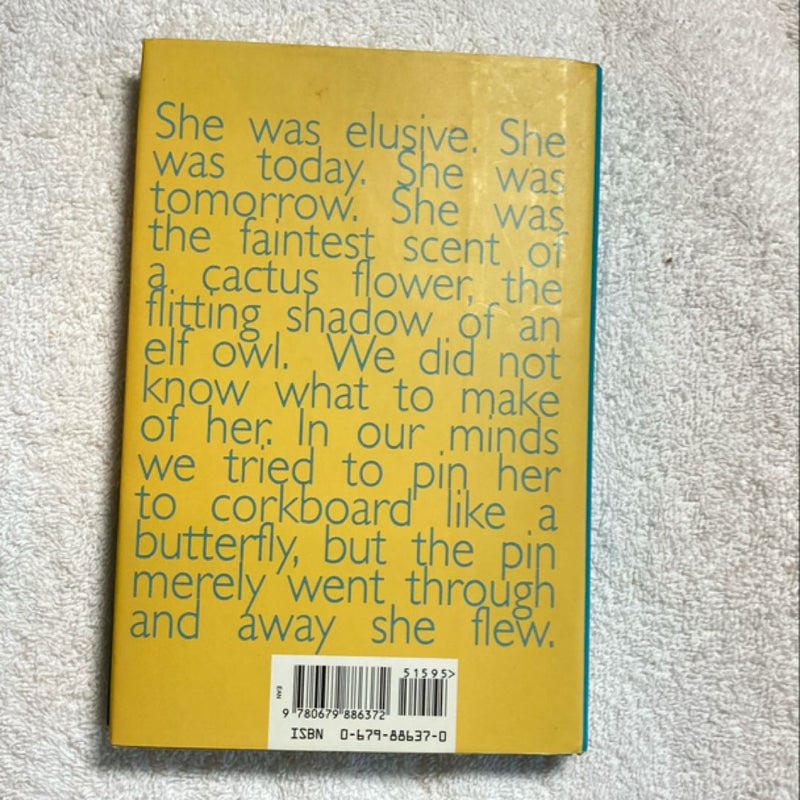 She was elusive. She
was today. She was
tomorrow. She was
the faintest scent of
a cactus flower, the
flitting shadow of an
elf owl. We did not
know what to make
of her. In our minds
we tried to pin her
to corkboard like a
butterfly, but the pin
merely went through
and away she flew.
51595>
EAN
9 780679 886372
ISBN 0-679-88637-0